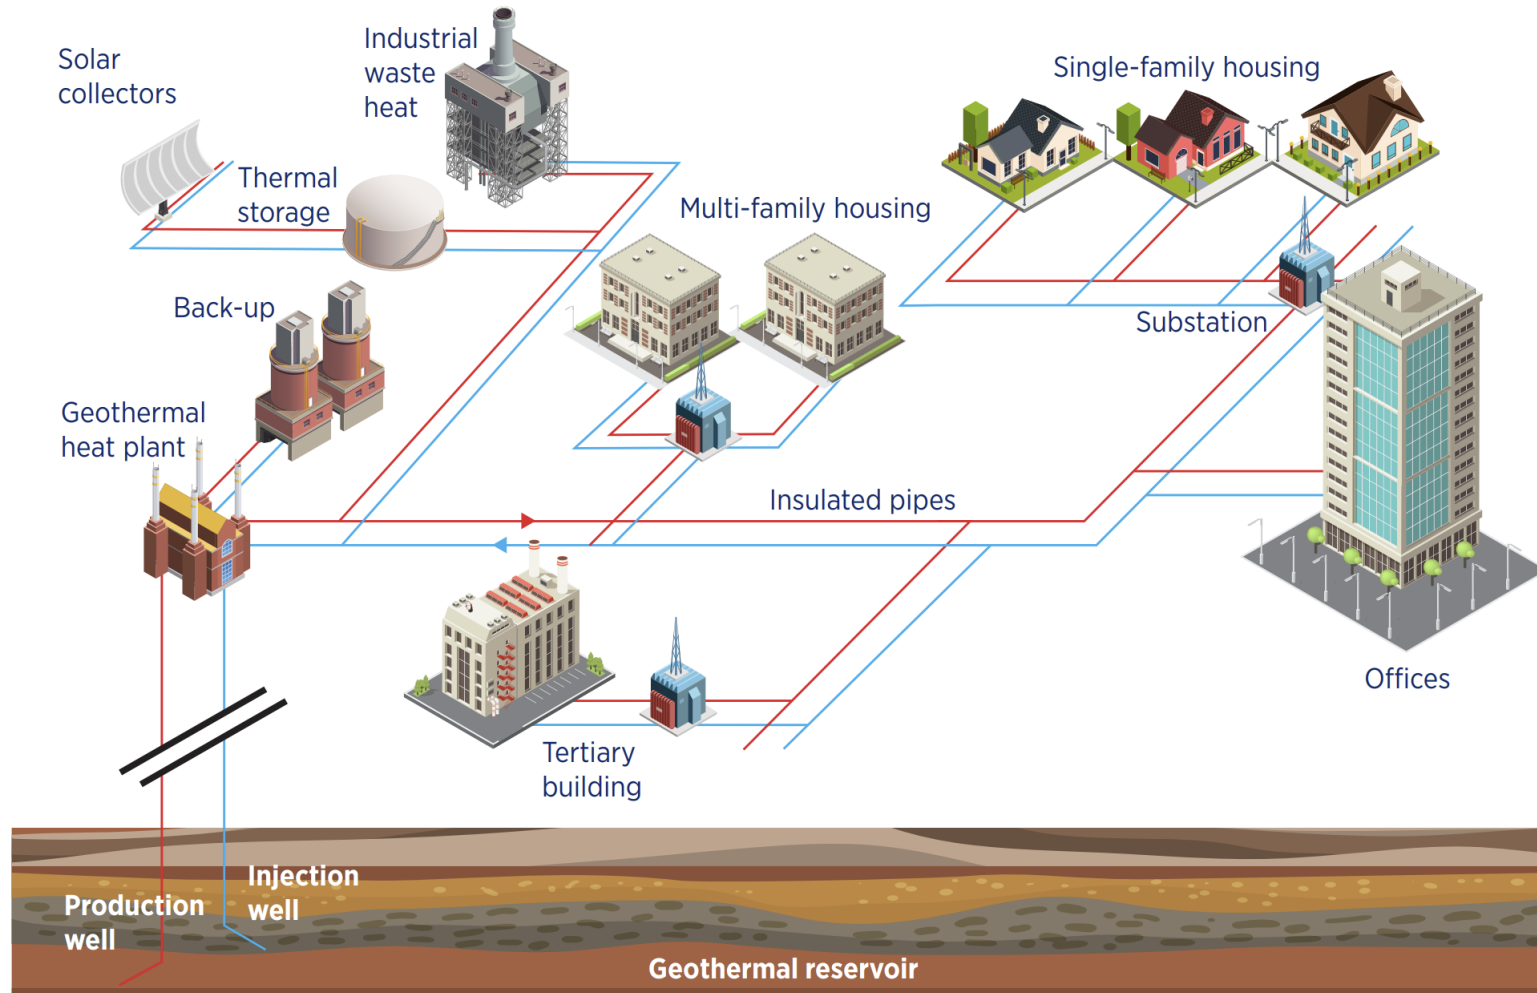 Solar
collectors
Industrial
waste
heat
Single-family housing
Thermal
storage
Multi-family housing
Back-up
Substation
Geothermal
heat plant
Insulated pipes
Offices
Tertiary
building
Injection
well
Production
well
Geothermal reservoir